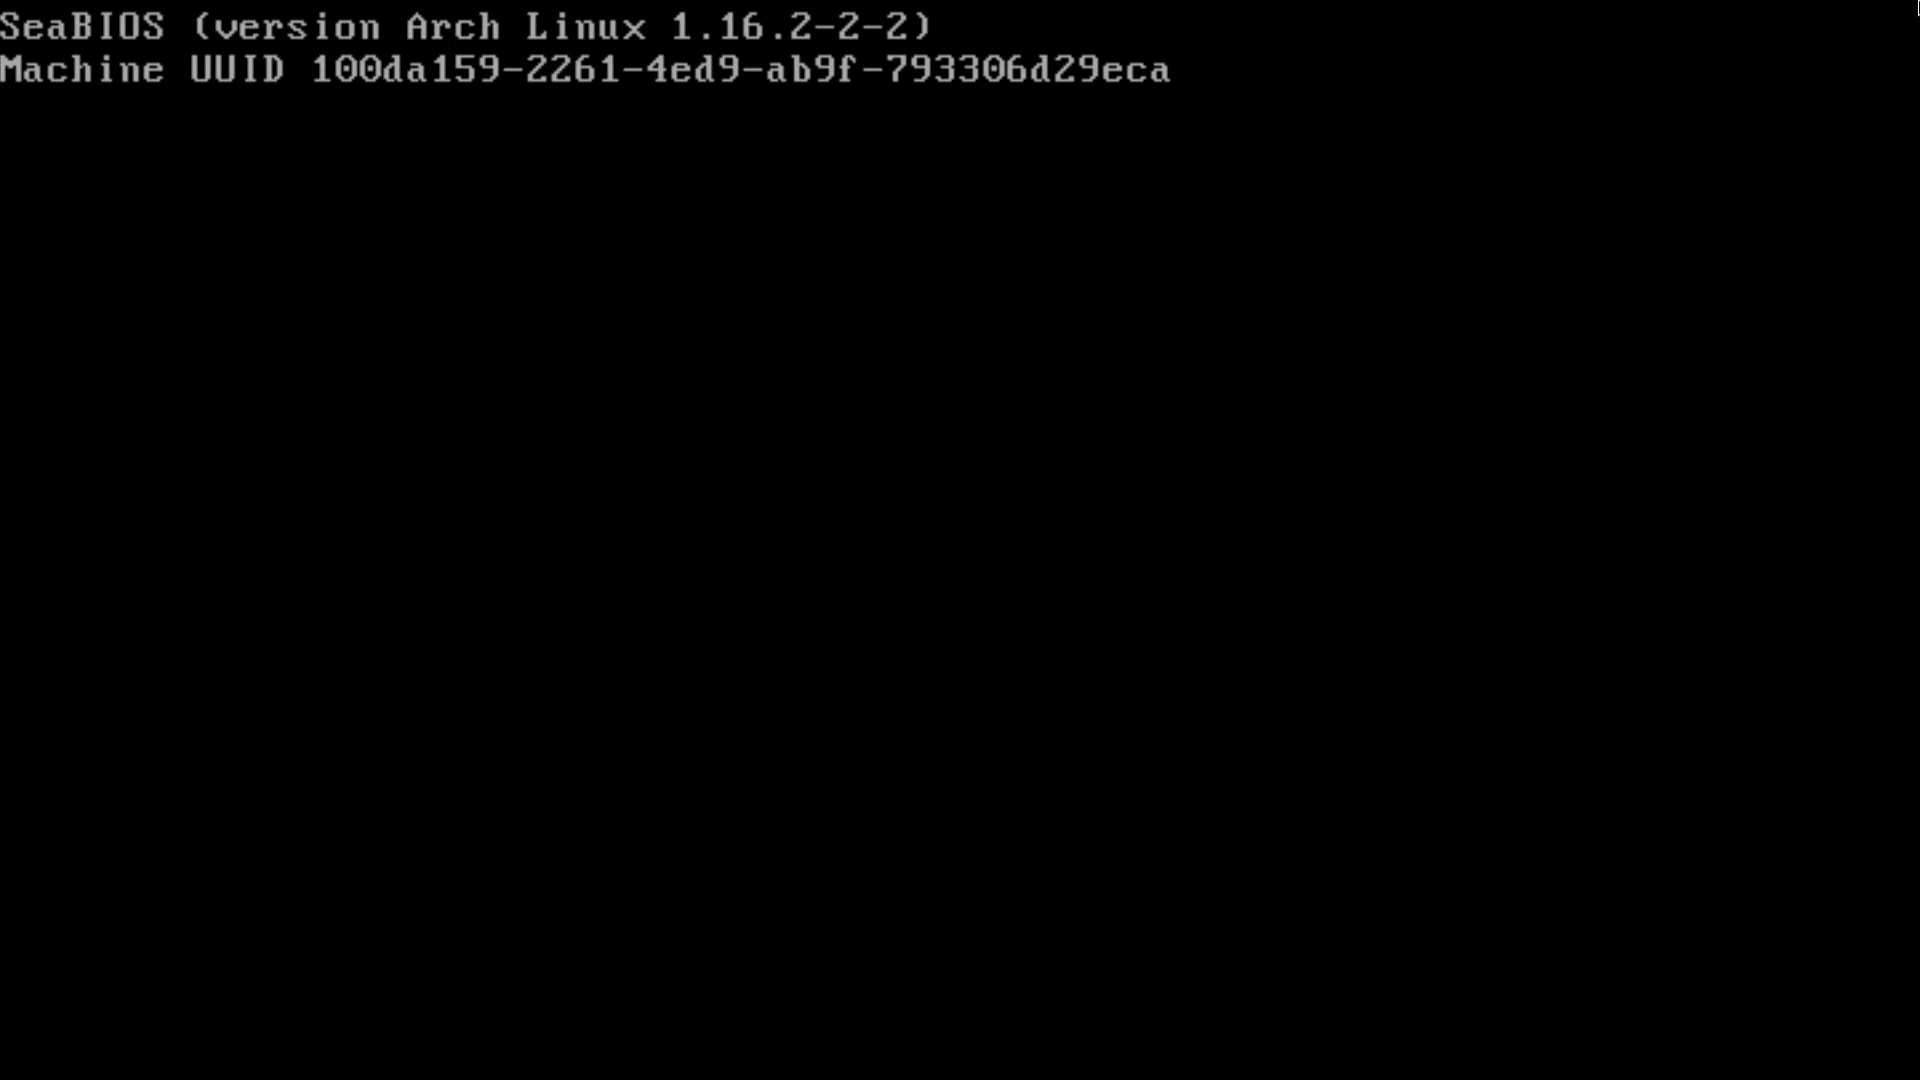 SeaBIOS (version Arch Linux 1.16.2-2-2)
Machine UUID 100da159-2261-4ed9-ab9f-793306d29eca